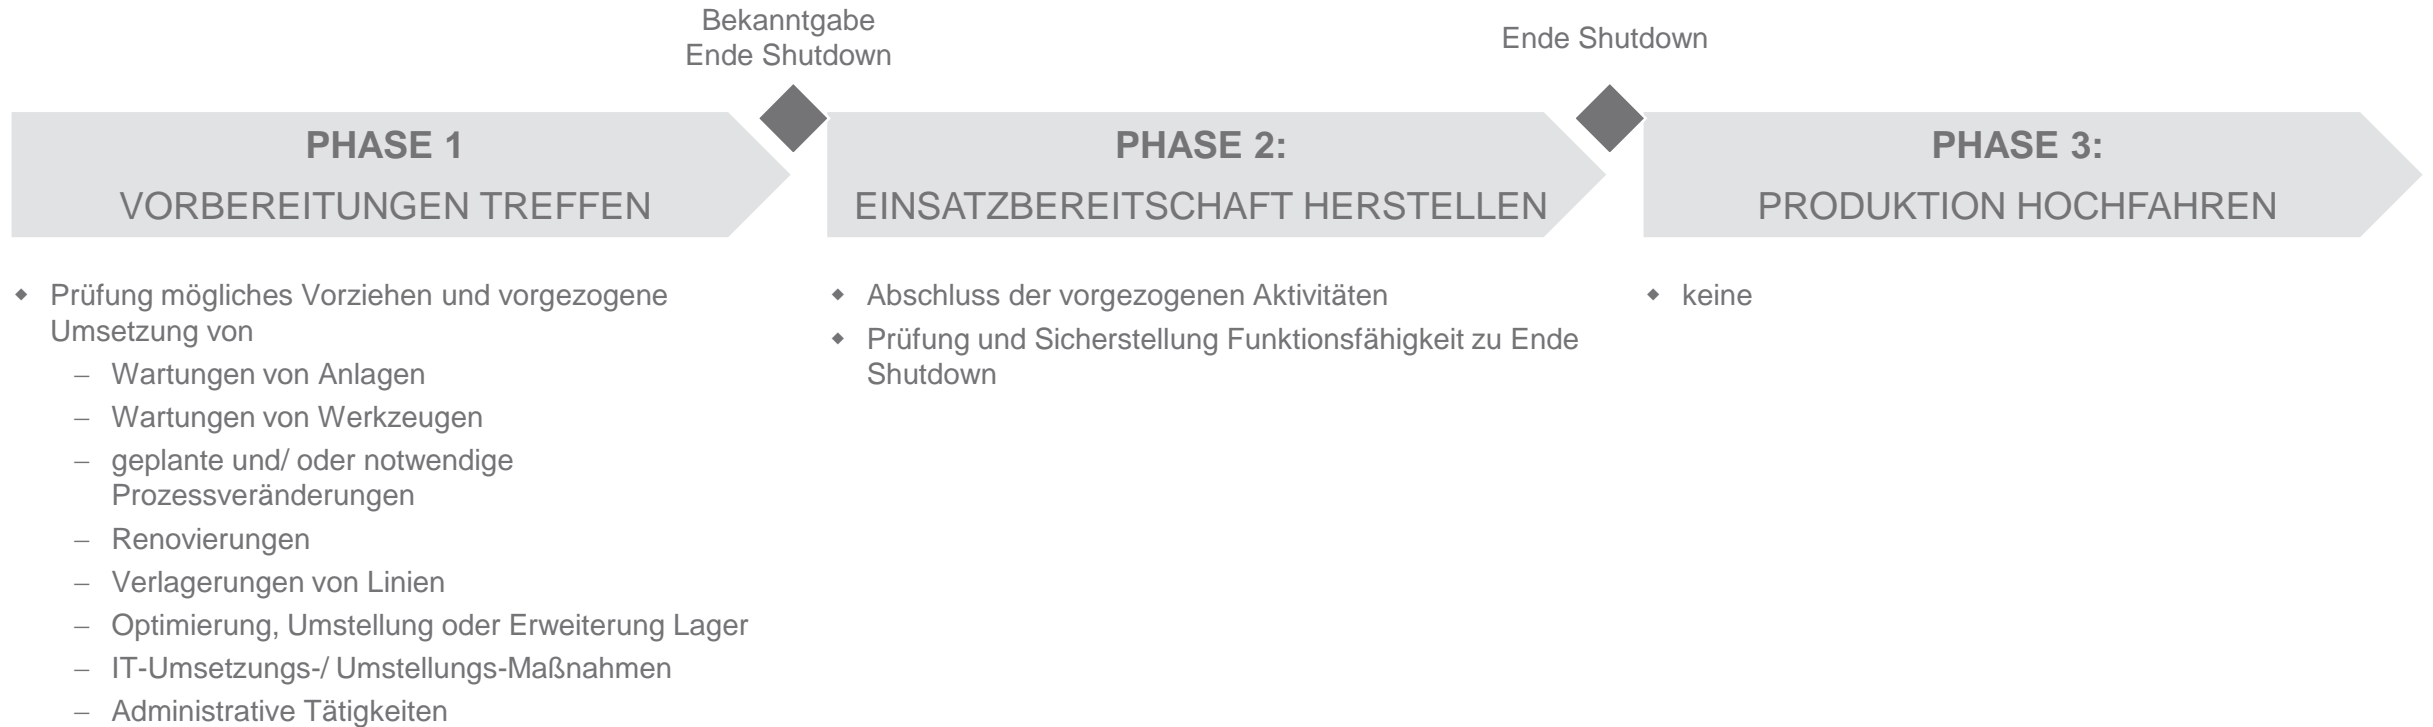 Bekanntgabe
Ende Shutdown
Ende Shutdown
PHASE 1
VORBEREITUNGEN TREFFEN
PHASE 2:
EINSATZBEREITSCHAFT HERSTELLEN
PHASE 3:
PRODUKTION HOCHFAHREN
Prüfung mögliches Vorziehen und vorgezogene
Umsetzung von
– Wartungen von Anlagen
– Wartungen von Werkzeugen
– geplante und/ oder notwendige
Prozessveränderungen
– Renovierungen
– Verlagerungen von Linien
– Optimierung, Umstellung oder Erweiterung Lager
– IT-Umsetzungs-/ Umstellungs-Maßnahmen
– Administrative Tätigkeiten
Abschluss der vorgezogenen Aktivitäten
Prüfung und Sicherstellung Funktionsfähigkeit zu Ende
Shutdown
keine